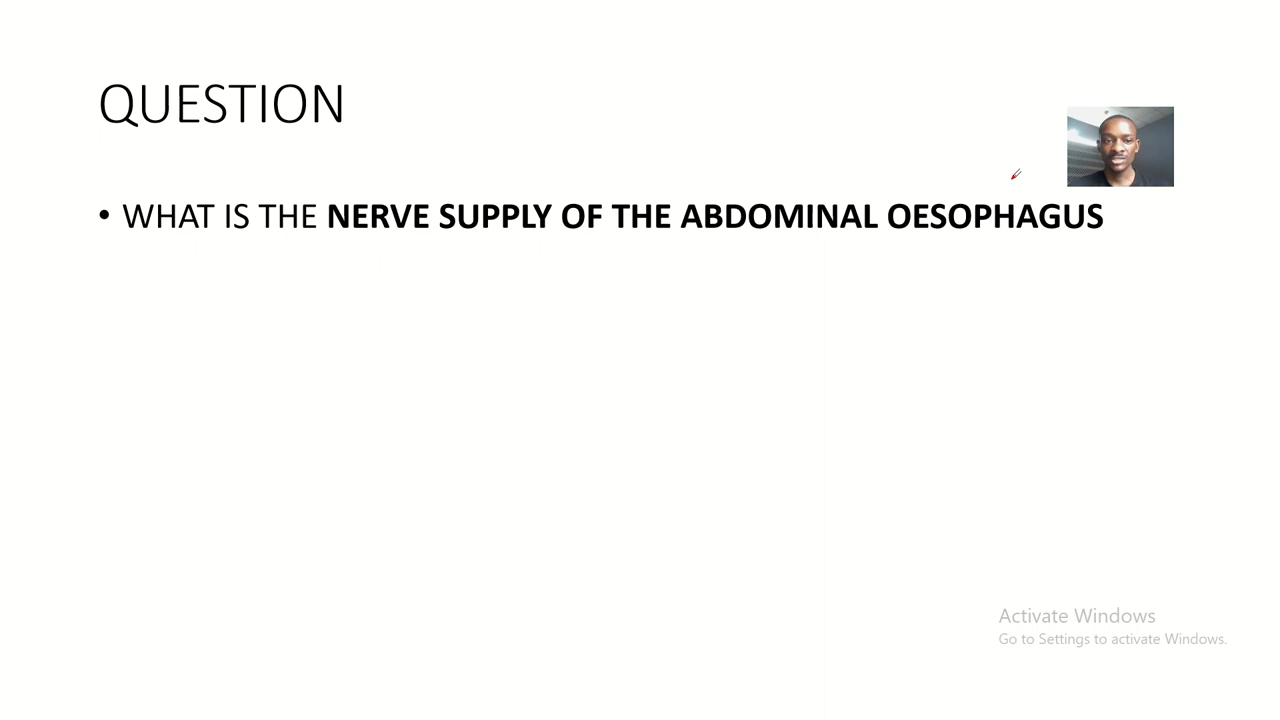 QUESTION
• WHAT IS THE NERVE SUPPLY OF THE ABDOMINAL OESOPHAGUS
Activate Windows
Go to Settings to activate Windows.